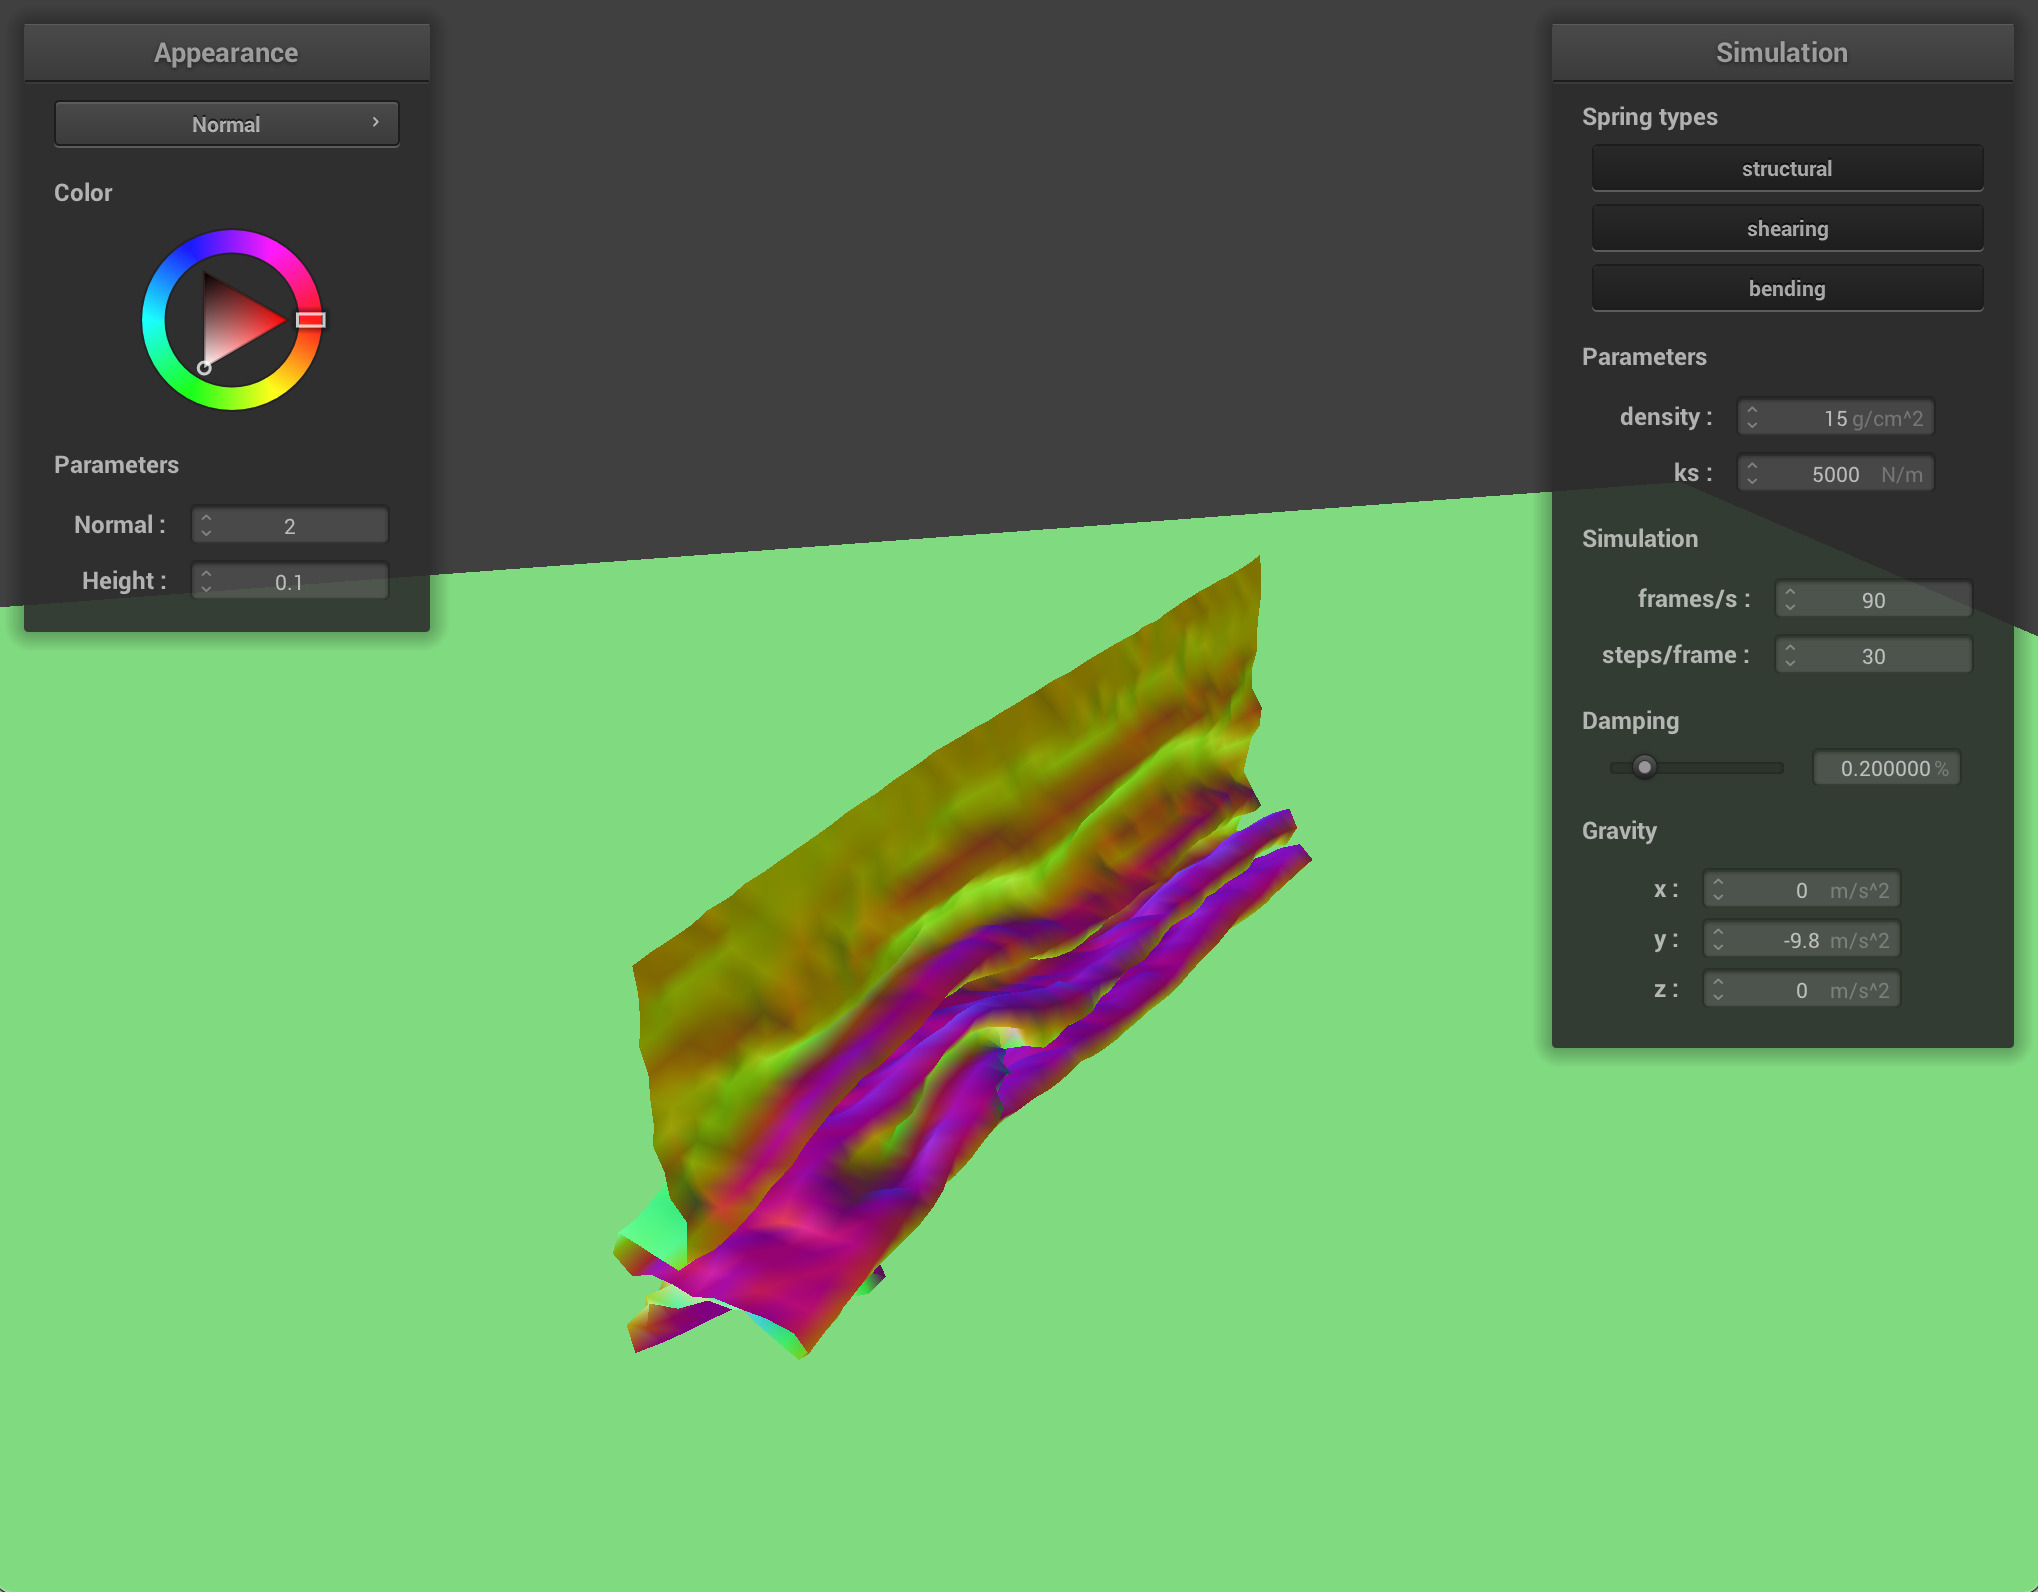 Appearance
Normal
Color
Parameters
Normal : 2
Height : 0.1
Simulation
Spring types
structural
shearing
bending
Parameters
density : 15 g/cm^2
ks : 5000 N/m
Simulation
frames/s : 90
steps/frame : 30
Damping
0.200000 %
Gravity
x : 0 m/s^2
y : -9.8 m/s^2
z : 0 m/s^2